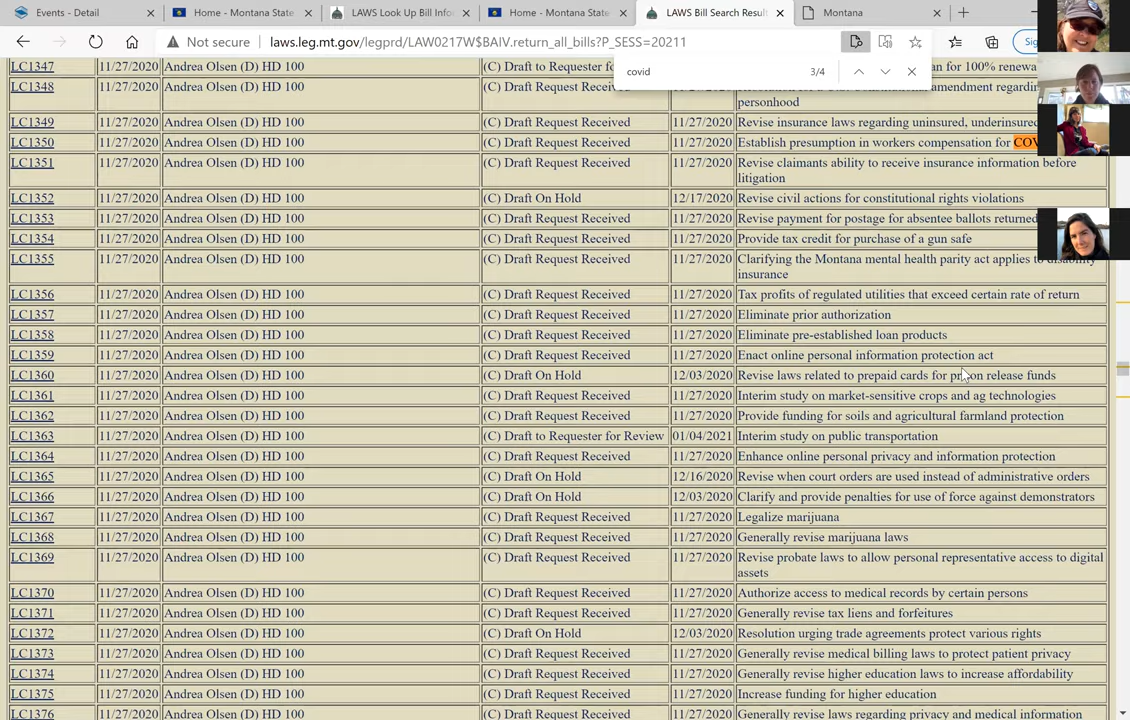 Events - Detail
Home - Montana State
LAWS Look Up Bill Info
Home - Montana State
LAWS Bill Search Result
Montana
Not secure laws.leg.mt.gov/legprd/LAW0217W$BAIV.return_all_bills?P_SESS=20211
covid 3/4
LC1347 11/27/2020 Andrea Olsen (D) HD 100 (C) Draft to Requester fo an for 100% renewa
LC1348 11/27/2020 Andrea Olsen (D) HD 100 (C) Draft Request Received amendment regardin
personhood
LC1349 11/27/2020 Andrea Olsen (D) HD 100 (C) Draft Request Received 11/27/2020 Revise insurance laws regarding uninsured, underinsured
LC1350 11/27/2020 Andrea Olsen (D) HD 100 (C) Draft Request Received 11/27/2020 Establish presumption in workers compensation for COV
LC1351 11/27/2020 Andrea Olsen (D) HD 100 (C) Draft Request Received 11/27/2020 Revise claimants ability to receive insurance information before
litigation
LC1352 11/27/2020 Andrea Olsen (D) HD 100 (C) Draft On Hold 12/17/2020 Revise civil actions for constitutional rights violations
LC1353 11/27/2020 Andrea Olsen (D) HD 100 (C) Draft Request Received 11/27/2020 Revise payment for postage for absentee ballots returned
LC1354 11/27/2020 Andrea Olsen (D) HD 100 (C) Draft Request Received 11/27/2020 Provide tax credit for purchase of a gun safe
LC1355 11/27/2020 Andrea Olsen (D) HD 100 (C) Draft Request Received 11/27/2020 Clarifying the Montana mental health parity act applies to disability
insurance
LC1356 11/27/2020 Andrea Olsen (D) HD 100 (C) Draft Request Received 11/27/2020 Tax profits of regulated utilities that exceed certain rate of return
LC1357 11/27/2020 Andrea Olsen (D) HD 100 (C) Draft Request Received 11/27/2020 Eliminate prior authorization
LC1358 11/27/2020 Andrea Olsen (D) HD 100 (C) Draft Request Received 11/27/2020 Eliminate pre-established loan products
LC1359 11/27/2020 Andrea Olsen (D) HD 100 (C) Draft Request Received 11/27/2020 Enact online personal information protection act
LC1360 11/27/2020 Andrea Olsen (D) HD 100 (C) Draft On Hold 12/03/2020 Revise laws related to prepaid cards for prison release funds
LC1361 11/27/2020 Andrea Olsen (D) HD 100 (C) Draft Request Received 11/27/2020 Interim study on market-sensitive crops and ag technologies
LC1362 11/27/2020 Andrea Olsen (D) HD 100 (C) Draft Request Received 11/27/2020 Provide funding for soils and agricultural farmland protection
LC1363 11/27/2020 Andrea Olsen (D) HD 100 (C) Draft to Requester for Review 01/04/2021 Interim study on public transportation
LC1364 11/27/2020 Andrea Olsen (D) HD 100 (C) Draft Request Received 11/27/2020 Enhance online personal privacy and information protection
LC1365 11/27/2020 Andrea Olsen (D) HD 100 (C) Draft On Hold 12/16/2020 Revise when court orders are used instead of administrative orders
LC1366 11/27/2020 Andrea Olsen (D) HD 100 (C) Draft On Hold 12/03/2020 Clarify and provide penalties for use of force against demonstrators
LC1367 11/27/2020 Andrea Olsen (D) HD 100 (C) Draft Request Received 11/27/2020 Legalize marijuana
LC1368 11/27/2020 Andrea Olsen (D) HD 100 (C) Draft Request Received 11/27/2020 Generally revise marijuana laws
LC1369 11/27/2020 Andrea Olsen (D) HD 100 (C) Draft Request Received 11/27/2020 Revise probate laws to allow personal representative access to digital
assets
LC1370 11/27/2020 Andrea Olsen (D) HD 100 (C) Draft Request Received 11/27/2020 Authorize access to medical records by certain persons
LC1371 11/27/2020 Andrea Olsen (D) HD 100 (C) Draft Request Received 11/27/2020 Generally revise tax liens and forfeitures
LC1372 11/27/2020 Andrea Olsen (D) HD 100 (C) Draft On Hold 12/03/2020 Resolution urging trade agreements protect various rights
LC1373 11/27/2020 Andrea Olsen (D) HD 100 (C) Draft Request Received 11/27/2020 Generally revise medical billing laws to protect patient privacy
LC1374 11/27/2020 Andrea Olsen (D) HD 100 (C) Draft Request Received 11/27/2020 Generally revise higher education laws to increase affordability
LC1375 11/27/2020 Andrea Olsen (D) HD 100 (C) Draft Request Received 11/27/2020 Increase funding for higher education
LC1376 11/27/2020 Andrea Olsen (D) HD 100 (C) Draft Request Received 11/27/2020 Generally revise laws regarding privacy and medical information